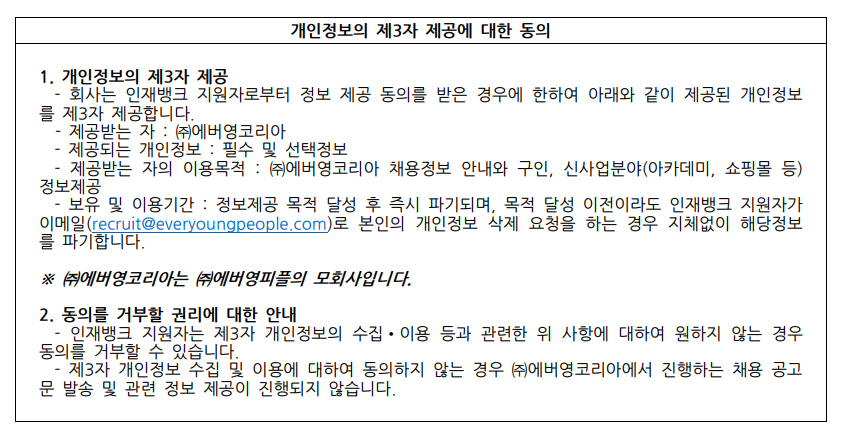 개인정보의 제3자 제공에 대한 동의
1. 개인정보의 제3자 제공
- 회사는 인재뱅크 지원자로부터 정보 제공 동의를 받은 경우에 한하여 아래와 같이 제공된 개인정보
를 제3자 제공합니다.
- 제공받는 자 : ㈜에버영코리아
- 제공되는 개인정보 : 필수 및 선택정보
- 제공받는 자의 이용목적 : ㈜에버영코리아 채용정보 안내와 구인, 신사업분야(아카데미, 쇼핑몰 등)
정보제공
- 보유 및 이용기간 : 정보제공 목적 달성 후 즉시 파기되며, 목적 달성 이전이라도 인재뱅크 지원자가
이메일(recruit@everyoungpeople.com)로 본인의 개인정보 삭제 요청을 하는 경우 지체없이 해당정보
를 파기합니다.
※ ㈜에버영코리아는 ㈜에버영피플의 모회사입니다.
2. 동의를 거부할 권리에 대한 안내
- 인재뱅크 지원자는 제3자 개인정보의 수집・이용 등과 관련한 위 사항에 대하여 원하지 않는 경우
동의를 거부할 수 있습니다.
- 제3자 개인정보 수집 및 이용에 대하여 동의하지 않는 경우 ㈜에버영코리아에서 진행하는 채용 공고
문 발송 및 관련 정보 제공이 진행되지 않습니다.